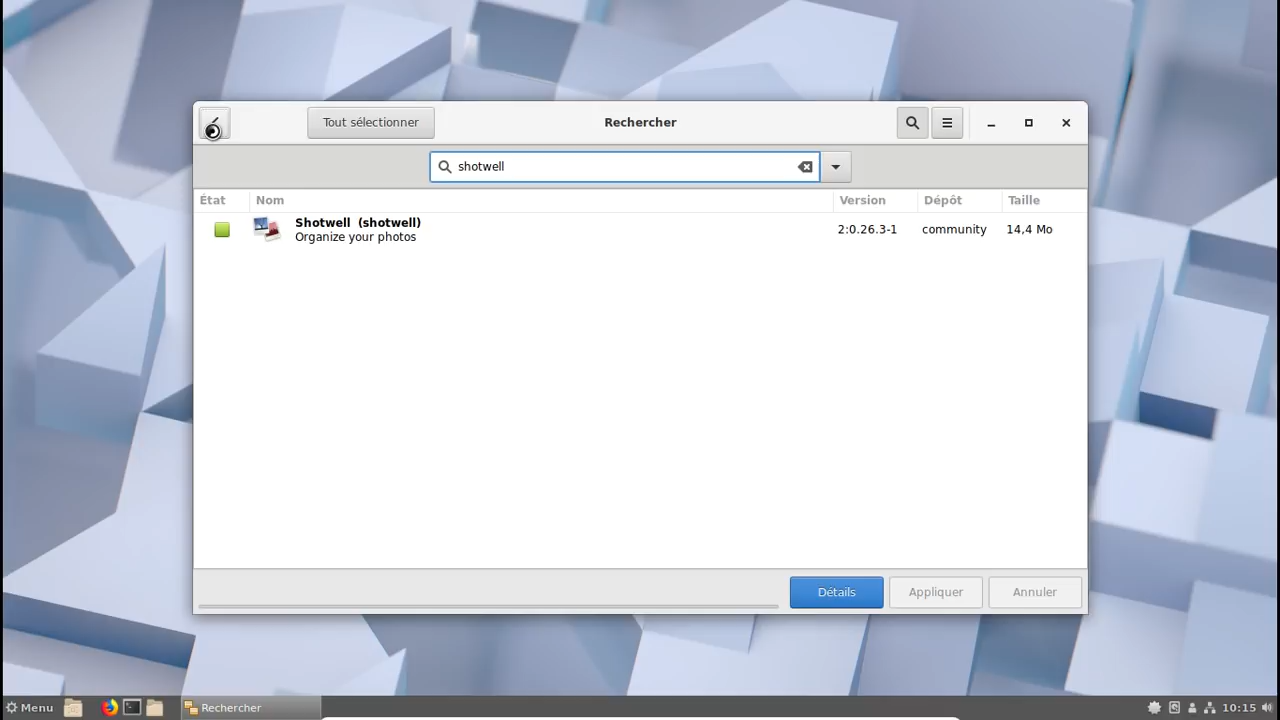 Tout sélectionner
Rechercher
shotwell
État Nom Version Dépôt Taille
Shotwell (shotwell)
Organize your photos
2:0.26.3-1 community 14,4 Mo
Détails Appliquer Annuler
Menu Rechercher 10:15